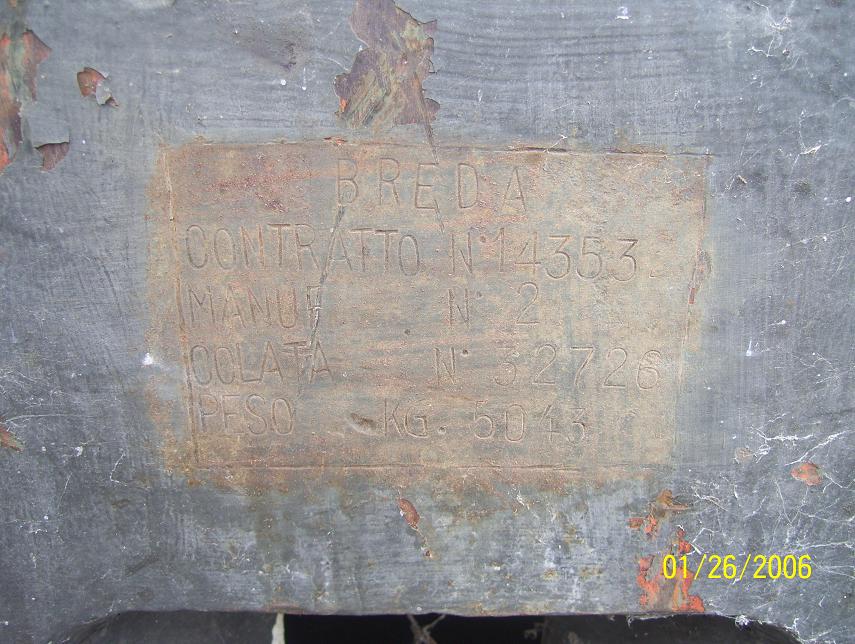 BREDA
CONTRATTO N° 14353
MANUF N° 2
COLATA N° 32726
PESO KG. 5043
01/26/2006